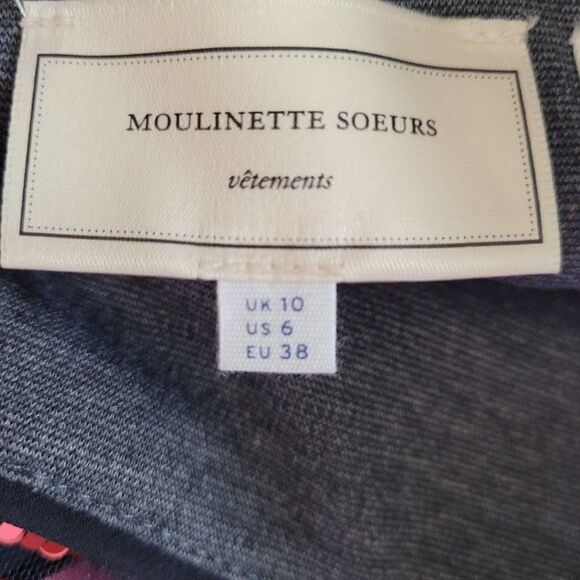 MOULINETTE SOEURS
vêtements
UK 10
US 6
EU 38